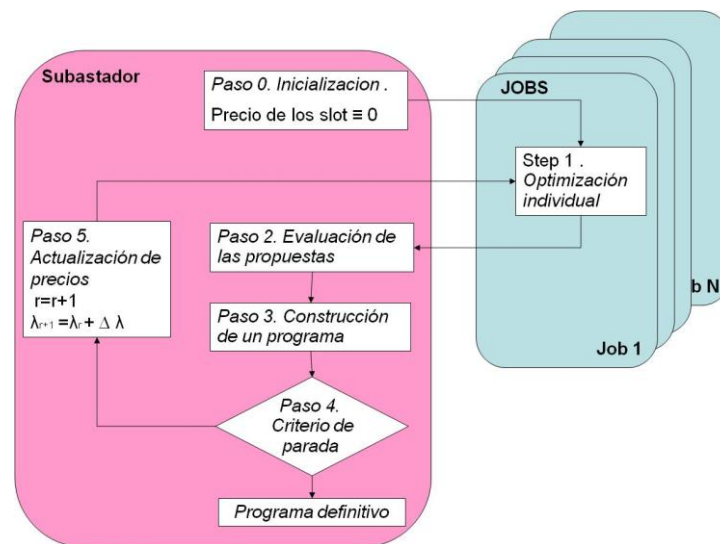 Subastador
Paso 0. Inicializacion .
Precio de los slot ≡ 0
JOBS
Step 1 .
Optimización
individual
Paso 5.
Actualización de
precios
r=r+1
λr+1 =λr + Δ λ
Paso 2. Evaluación de
las propuestas
Paso 3. Construcción
de un programa
b N
Job 1
Paso 4.
Criterio de
parada
Programa definitivo